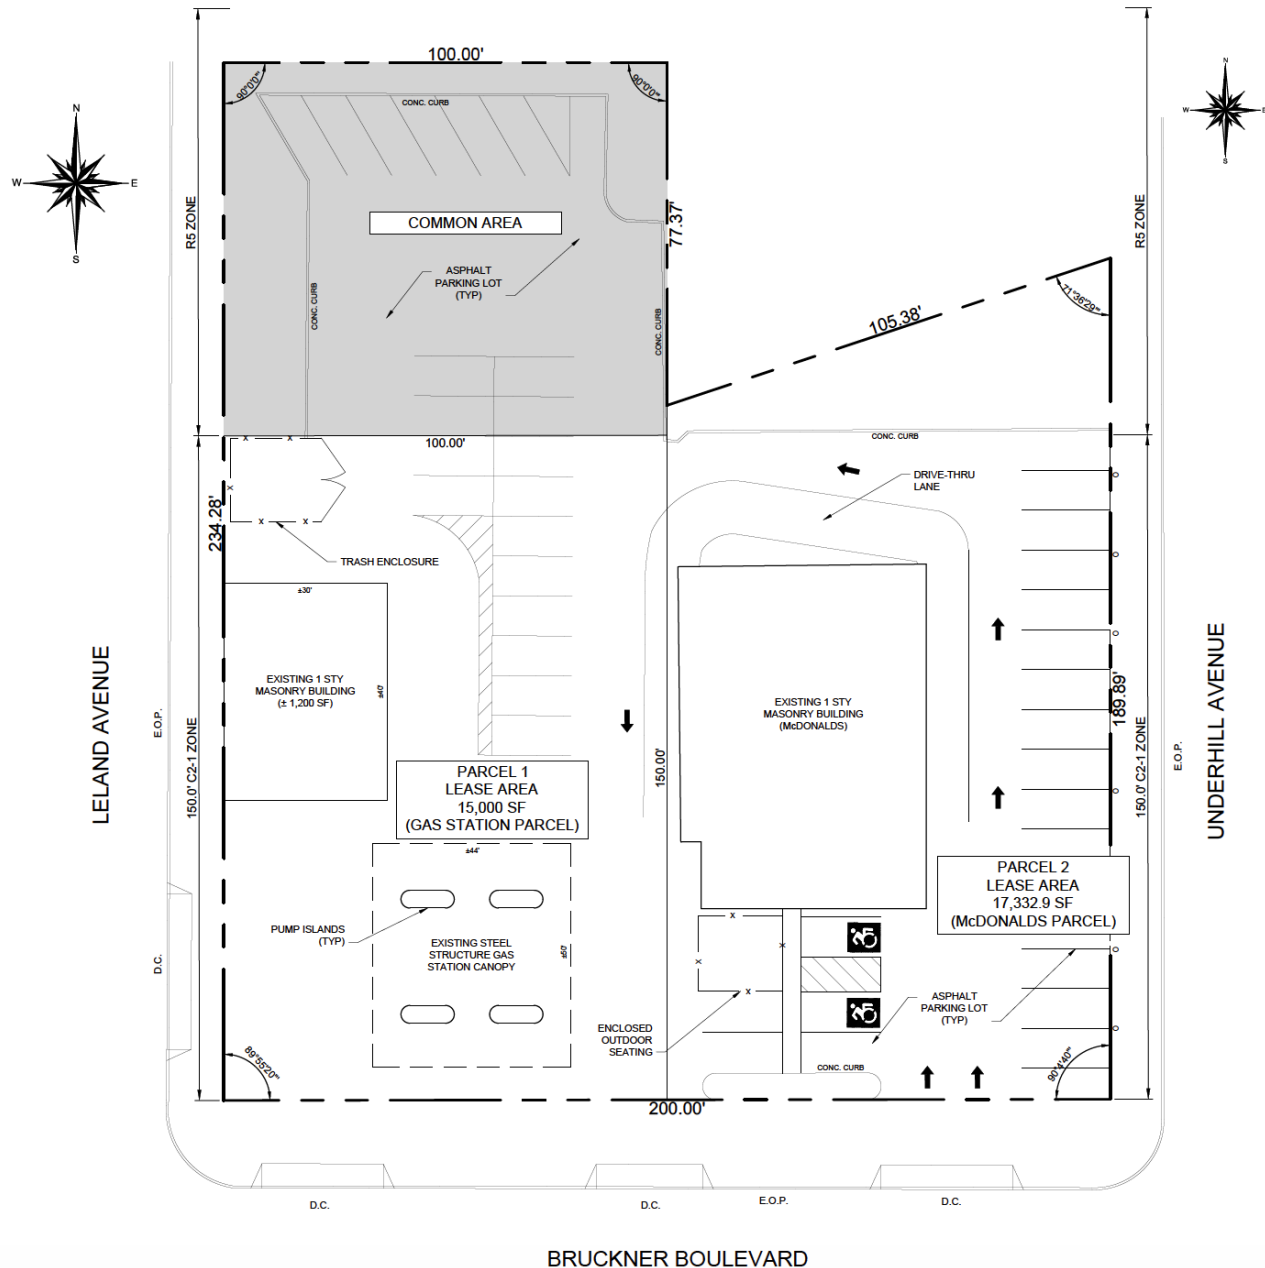 100.00'
90°0'0"
90°0'0"
CONC. CURB
N
W
E
S
N
W
E
S
R5 ZONE
R5 ZONE
COMMON AREA
77.37'
ASPHALT
PARKING LOT
(TYP)
CONC. CURB
CONC. CURB
71°36'29"
105.38'
100.00'
CONC. CURB
DRIVE-THRU
LANE
234.28'
TRASH ENCLOSURE
±30'
EXISTING 1 STY
MASONRY BUILDING
(± 1,200 SF)
±40'
EXISTING 1 STY
MASONRY BUILDING
(McDONALDS)
LELAND AVENUE
E.O.P.
150.0' C2-1 ZONE
150.00'
189.89'
150.0' C2-1 ZONE
E.O.P.
UNDERHILL AVENUE
PARCEL 1
LEASE AREA
15,000 SF
(GAS STATION PARCEL)
±44'
PARCEL 2
LEASE AREA
17,332.9 SF
(McDONALDS PARCEL)
PUMP ISLANDS
(TYP)
EXISTING STEEL
STRUCTURE GAS
STATION CANOPY
±50'
D.C.
ENCLOSED
OUTDOOR
SEATING
ASPHALT
PARKING LOT
(TYP)
89°55'20"
CONC. CURB
90°4'40"
200.00'
D.C.
D.C.
E.O.P.
D.C.
BRUCKNER BOULEVARD